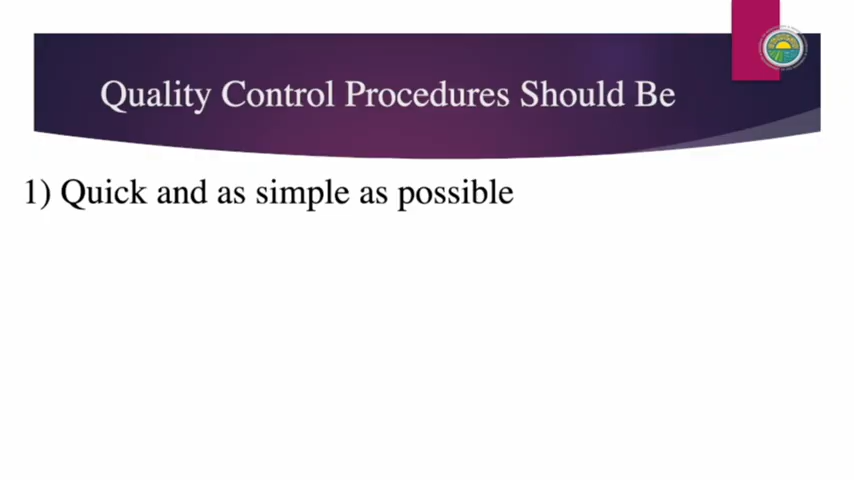 Quality Control Procedures Should Be
1) Quick and as simple as possible